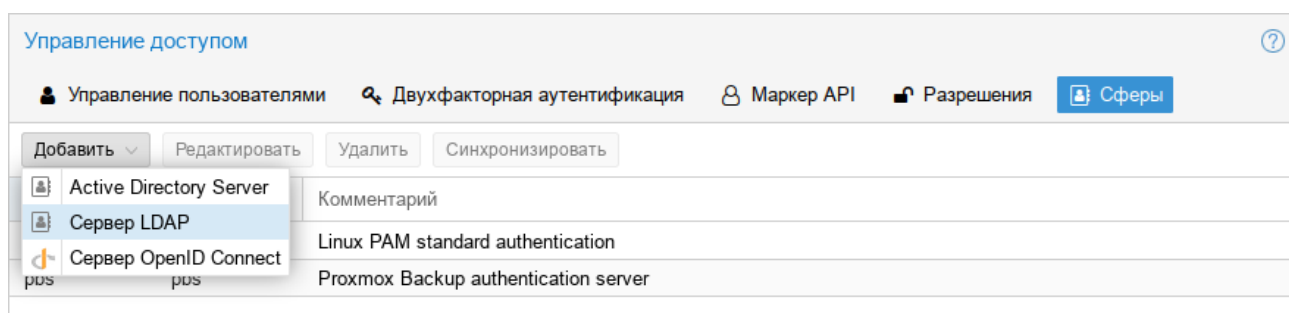 Управление доступом
Управление пользователями Двухфакторная аутентификация Маркер API Разрешения Сферы
Добавить Редактировать Удалить Синхронизировать
Active Directory Server
Комментарий
Сервер LDAP
Linux PAM standard authentication
Сервер OpenID Connect
pbs pbs Proxmox Backup authentication server